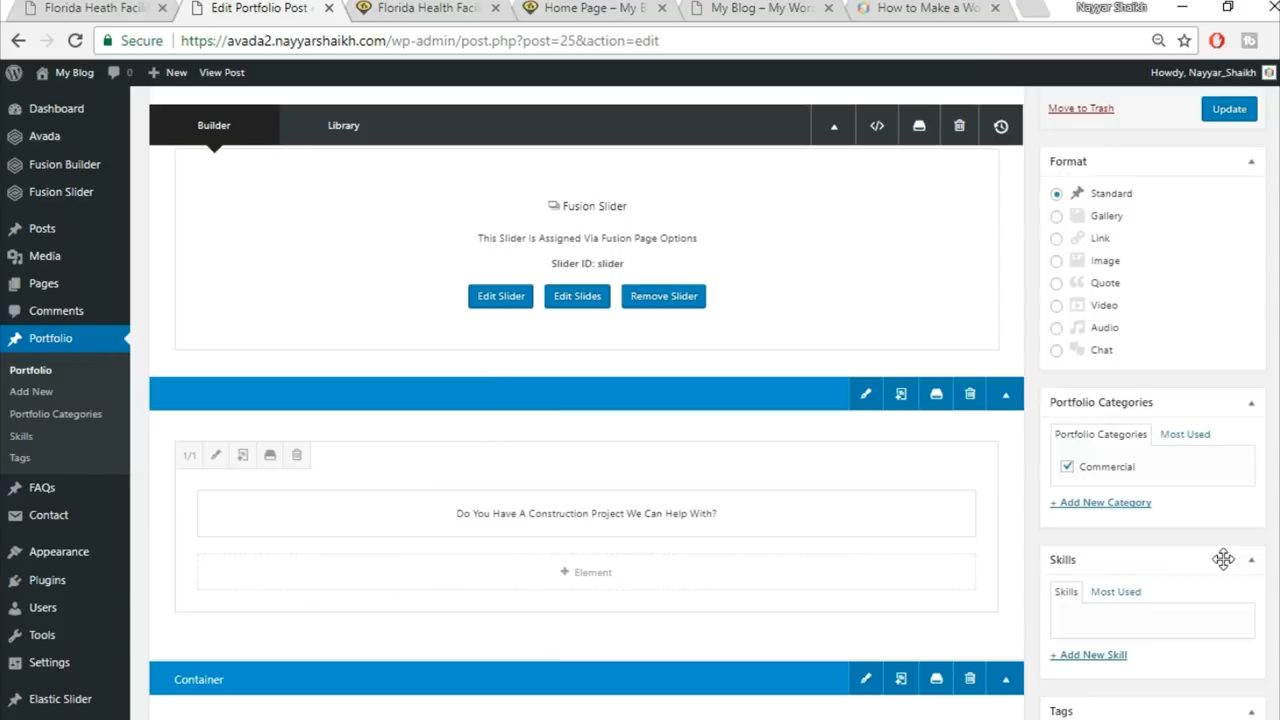 Florida Heath Facili
Edit Portfolio Post
Florida Heath Faci
Home Page – My B
My Blog – My Wor
How to Make a Wo
Nayyar Shaikh
Secure
https://avada2.nayyarshaikh.com/wp-admin/post.php?post=25&action=edit
My Blog
0
New
View Post
Howdy, Nayyar_Shaikh
Dashboard
Avada
Fusion Builder
Fusion Slider
Posts
Media
Pages
Comments
Portfolio
Portfolio
Add New
Portfolio Categories
Skills
Tags
FAQs
Contact
Appearance
Plugins
Users
Tools
Settings
Elastic Slider
Builder
Library
Fusion Slider
This Slider Is Assigned Via Fusion Page Options
Slider ID: slider
Edit Slider
Edit Slides
Remove Slider
1/1
Do You Have A Construction Project We Can Help With?
+ Element
Container
Move to Trash
Update
Format
Standard
Gallery
Link
Image
Quote
Video
Audio
Chat
Portfolio Categories
Portfolio Categories
Most Used
Commercial
+ Add New Category
Skills
Skills
Most Used
+ Add New Skill
Tags